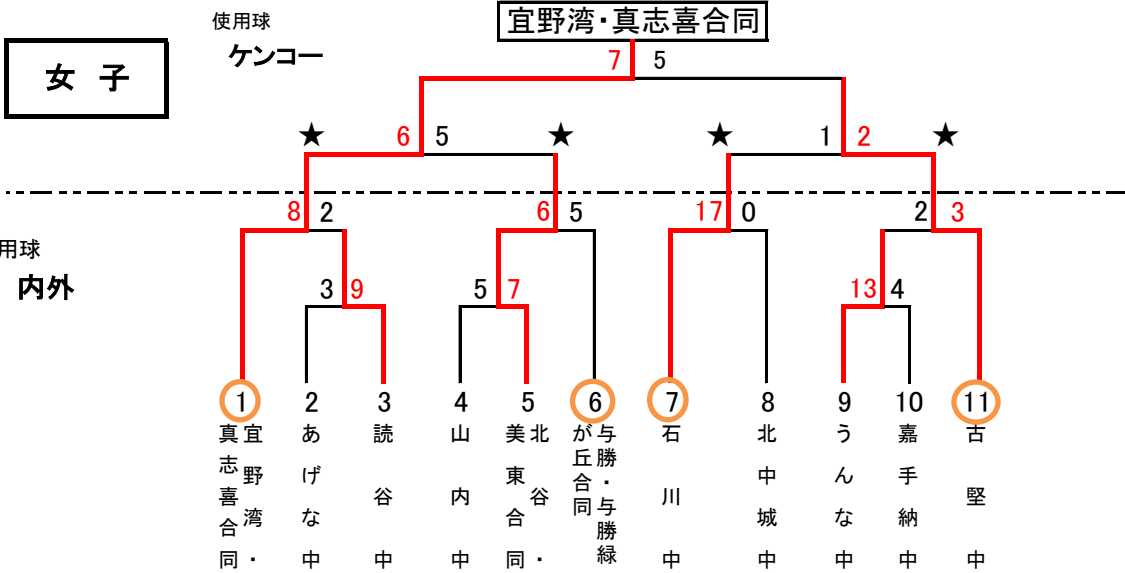 使用球
宜野湾・真志喜合同
ケンコー
女 子
7 5
★ 6 5 ★ ★ 1 2 ★
8 2 6 5 17 0 2 3
用球
内外
3 9 5 7 13 4
1 2 3 4 5 6 7 8 9 10 11
宜野湾・
真志喜合同
あげな中
読谷中
山内中
北谷・
美東合同
与勝・与勝緑
が丘合同
石川中
北中城中
うんな中
嘉手納中
古堅中